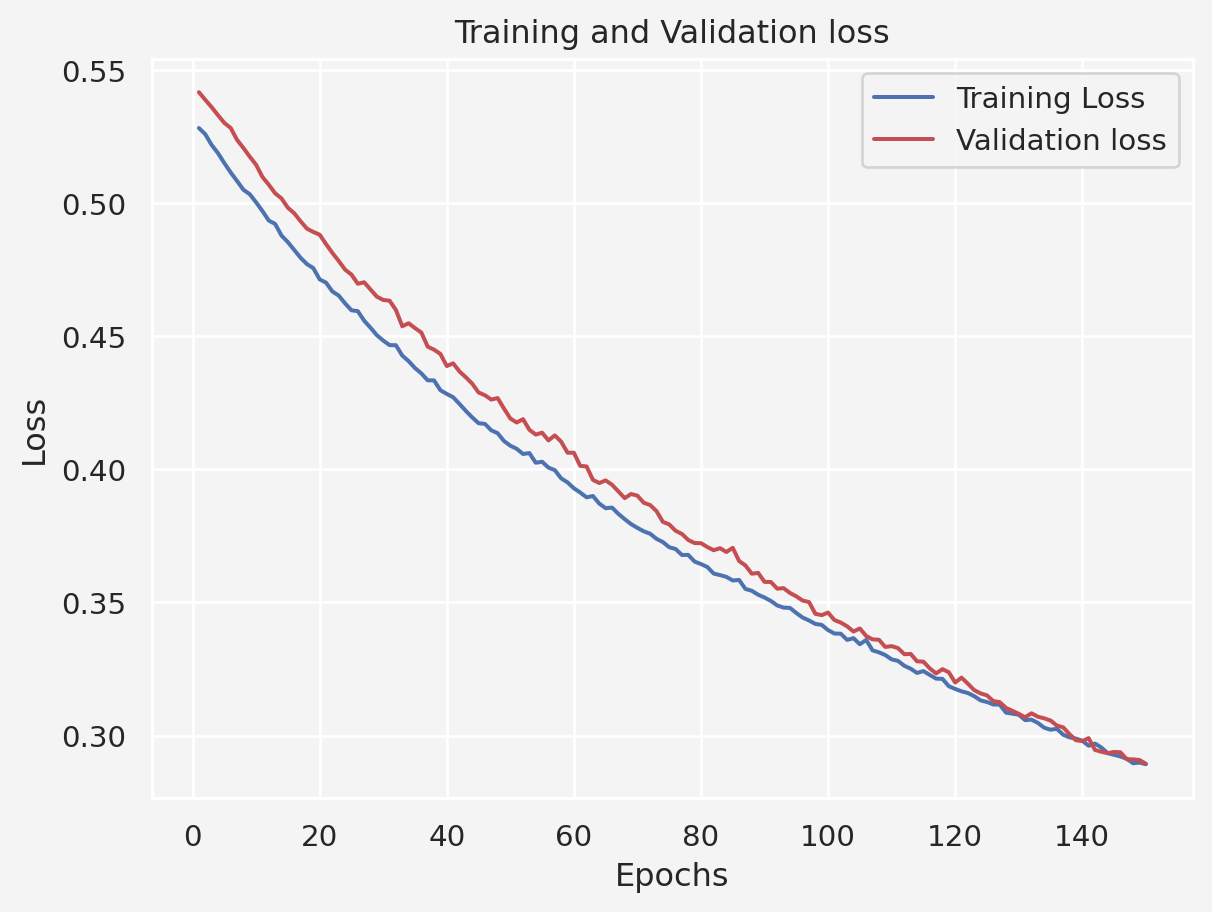 Training and Validation loss
Training Loss
Validation loss
Loss
0.55
0.50
0.45
0.40
0.35
0.30
0 20 40 60 80 100 120 140
Epochs